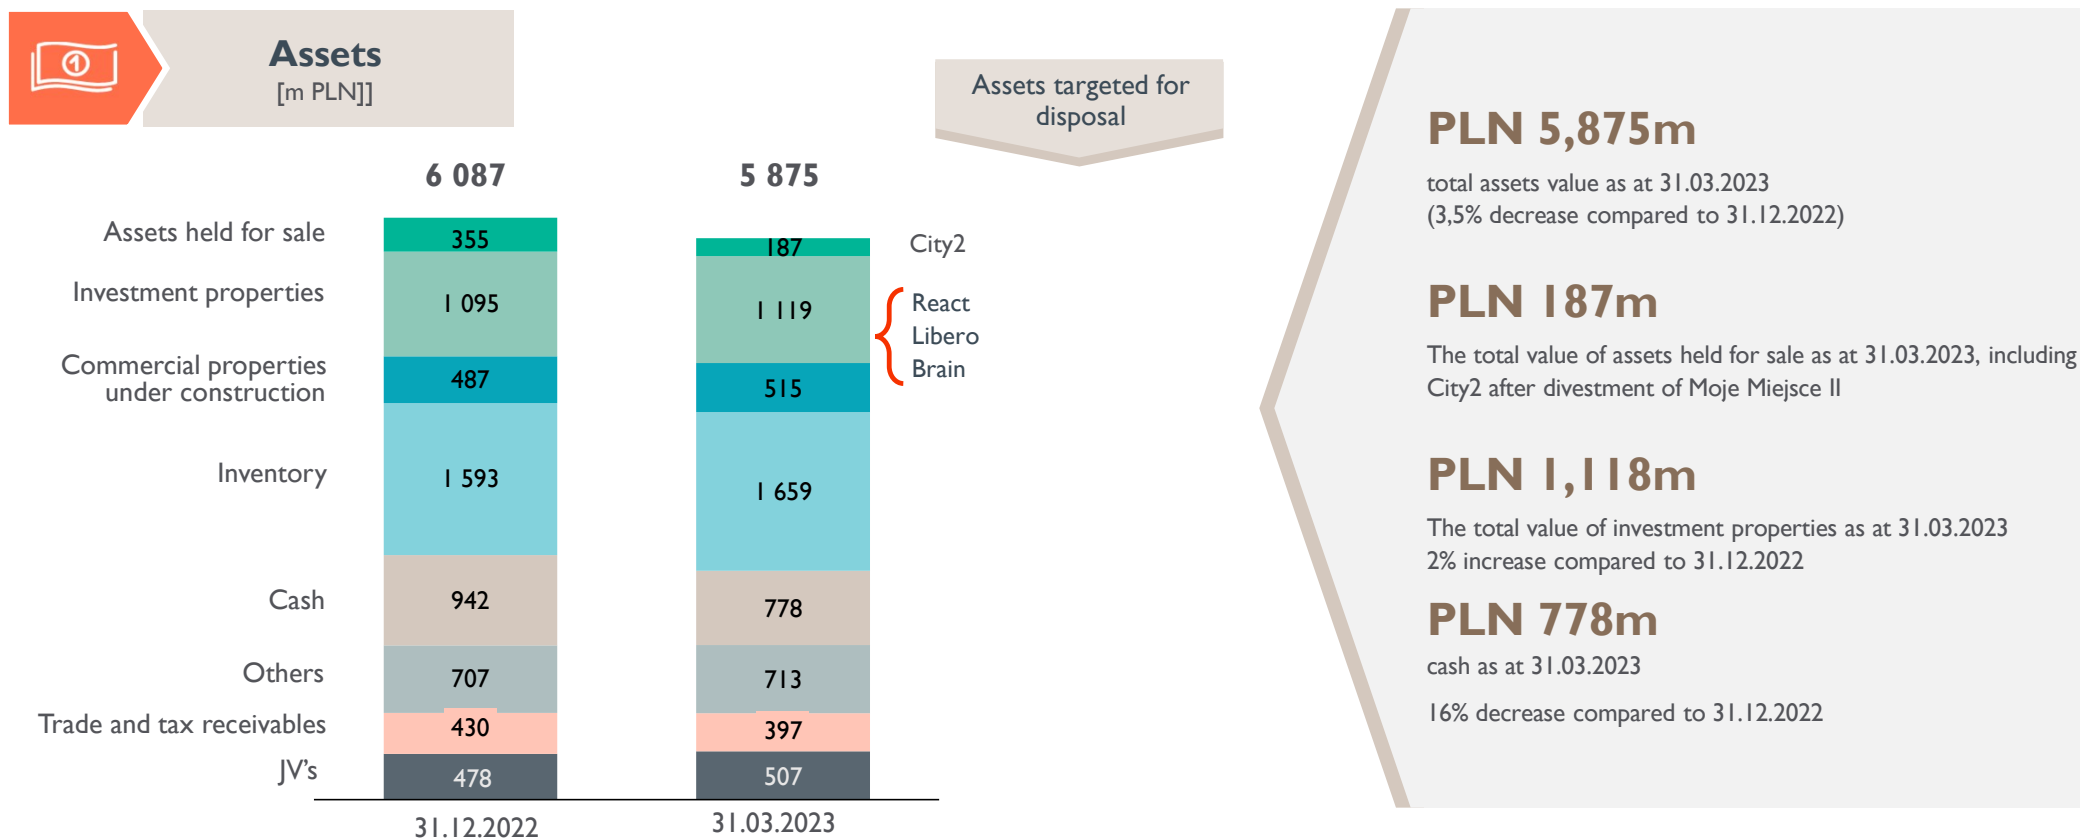 Assets
[m PLN]]
Assets targeted for
disposal
6 087
5 875
Assets held for sale
355
187
City2
Investment properties
1 095
1 119
React
Libero
Brain
Commercial properties
under construction
487
515
Inventory
1 593
1 659
Cash
942
778
Others
707
713
Trade and tax receivables
430
397
JV's
478
507
31.12.2022
31.03.2023
PLN 5,875m
total assets value as at 31.03.2023
(3,5% decrease compared to 31.12.2022)
PLN 187m
The total value of assets held for sale as at 31.03.2023, including
City2 after divestment of Moje Miejsce II
PLN 1,118m
The total value of investment properties as at 31.03.2023
2% increase compared to 31.12.2022
PLN 778m
cash as at 31.03.2023
16% decrease compared to 31.12.2022